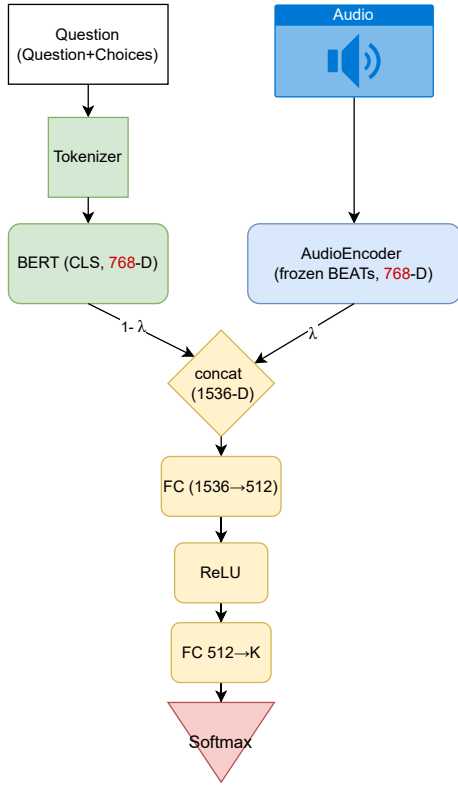 Question
(Question+Choices)
Audio
Tokenizer
BERT (CLS, 768-D)
AudioEncoder
(frozen BEATs, 768-D)
1- λ
λ
concat
(1536-D)
FC (1536→512)
ReLU
FC 512→K
Softmax